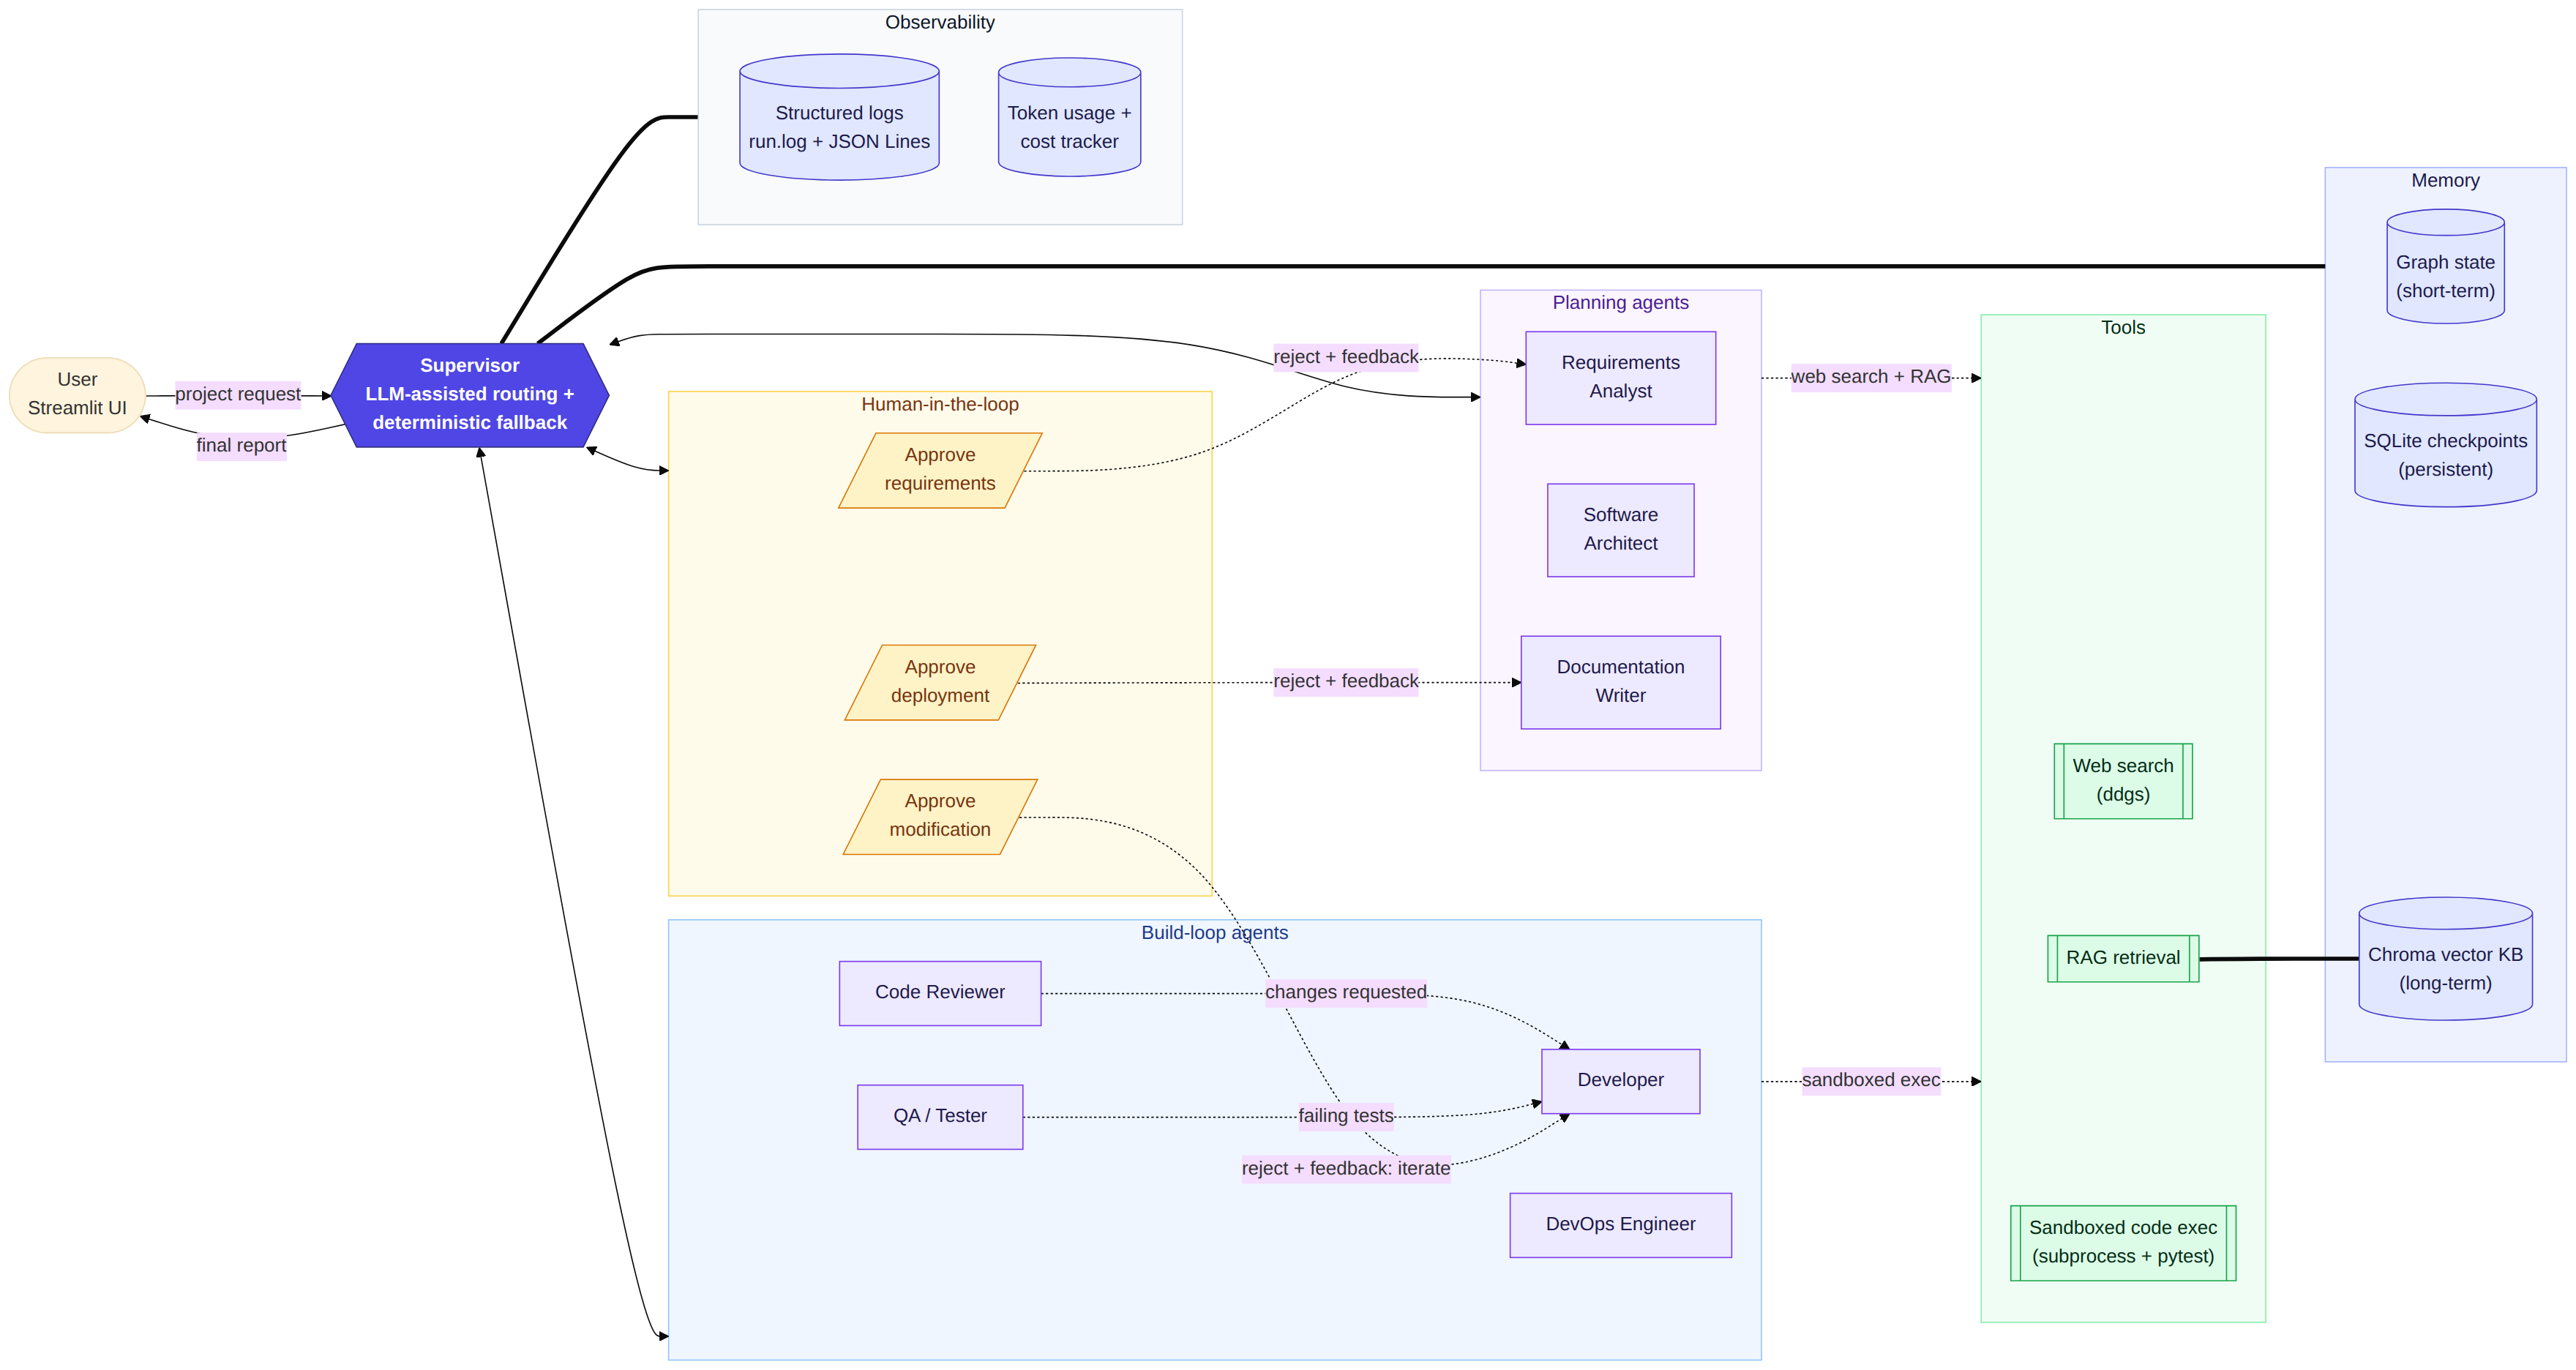 Observability
Structured logs
run.log + JSON Lines
Token usage +
cost tracker
Memory
Graph state
(short-term)
SQLite checkpoints
(persistent)
Chroma vector KB
(long-term)
User
Streamlit UI
project request
final report
Supervisor
LLM-assisted routing +
deterministic fallback
Human-in-the-loop
Approve
requirements
Approve
deployment
Approve
modification
reject + feedback
reject + feedback
Planning agents
Requirements
Analyst
Software
Architect
Documentation
Writer
web search + RAG
Tools
Web search
(ddgs)
RAG retrieval
Sandboxed code exec
(subprocess + pytest)
Build-loop agents
Code Reviewer
changes requested
QA / Tester
failing tests
reject + feedback: iterate
Developer
DevOps Engineer
sandboxed exec